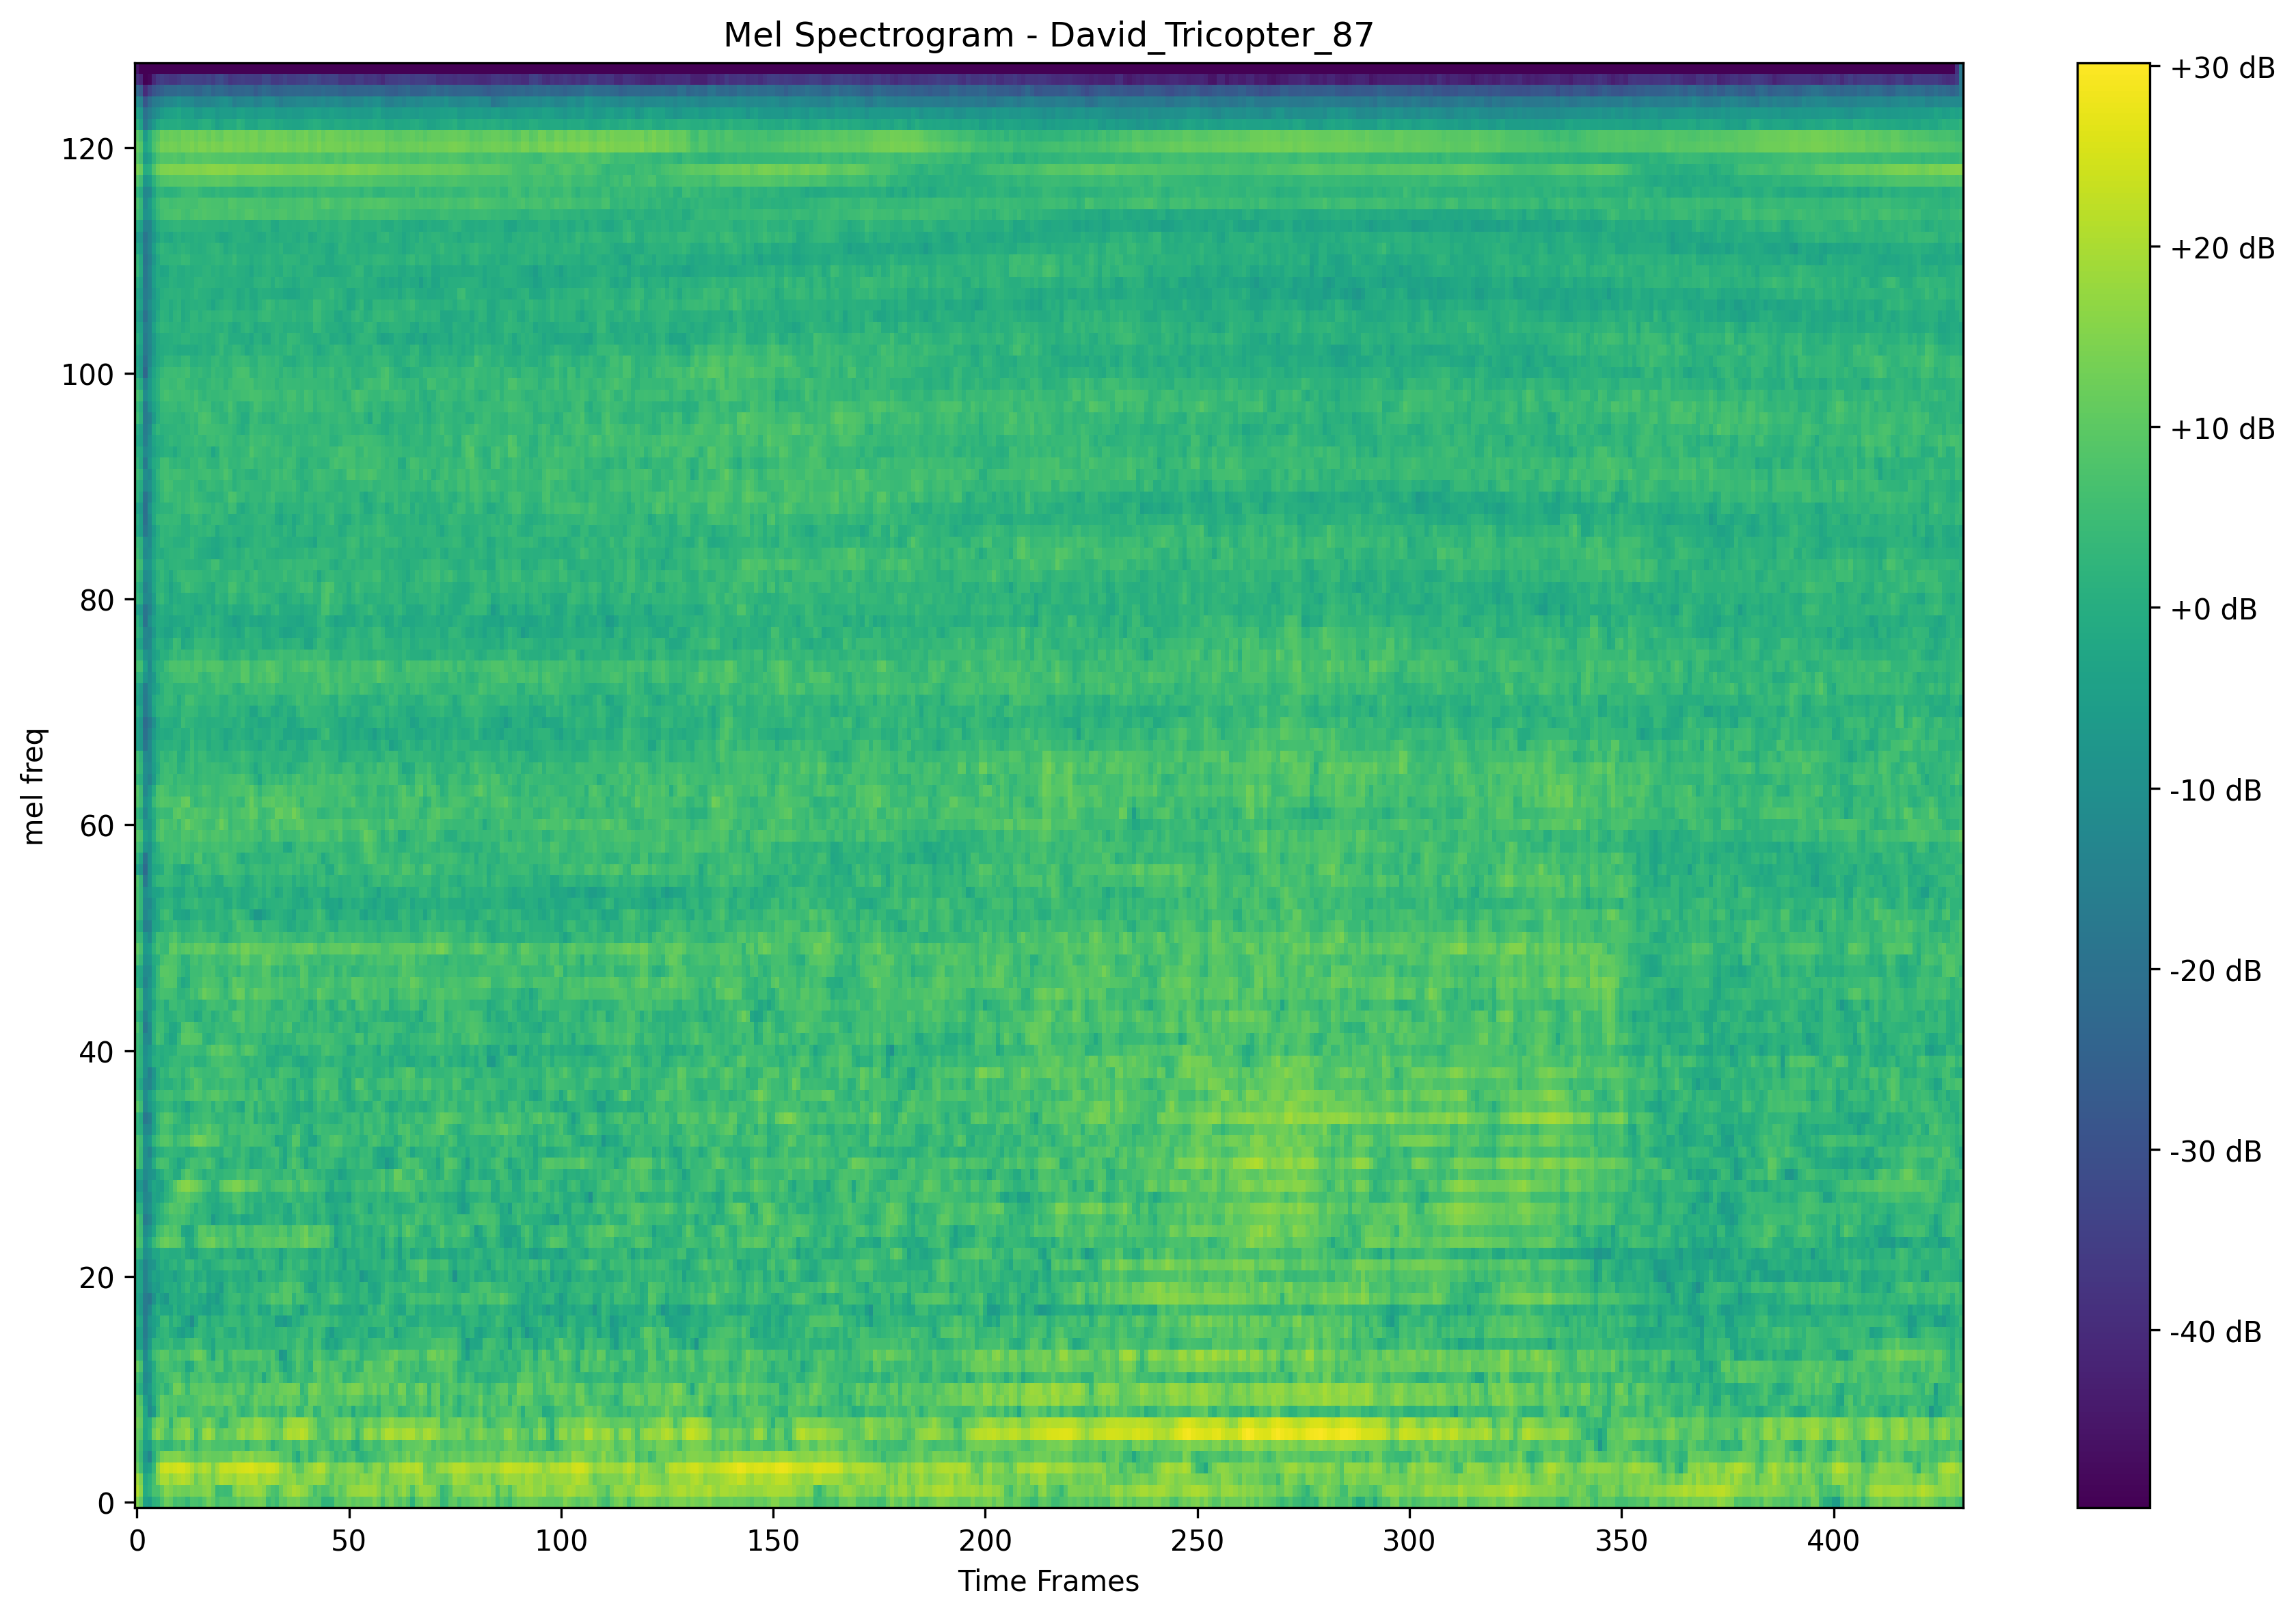 Mel Spectrogram - David_Tricopter_87
mel freq
120
100
80
60
40
20
0
0 50 100 150 200 250 300 350 400
Time Frames
+30 dB
+20 dB
+10 dB
+0 dB
-10 dB
-20 dB
-30 dB
-40 dB